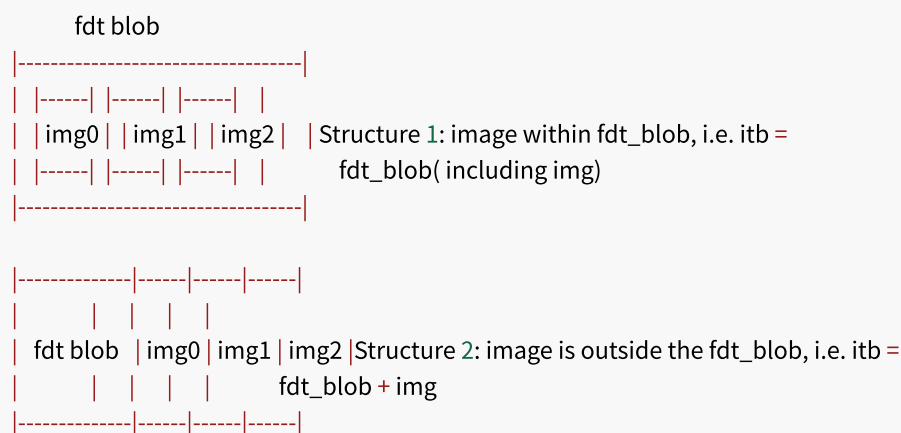 fdt blob
|-----------------------------------|
|   |------|  |------|  |------|    |
|   | img0 |  | img1 |  | img2 |    | Structure 1: image within fdt_blob, i.e. itb =
|   |------|  |------|  |------|    |            fdt_blob( including img)
|-----------------------------------|
|--------------|------|------|------|
|              |      |      |      |
|   fdt blob   | img0 | img1 | img2 |Structure 2: image is outside the fdt_blob, i.e. itb =
|              |      |      |      |            fdt_blob + img
|--------------|------|------|------|